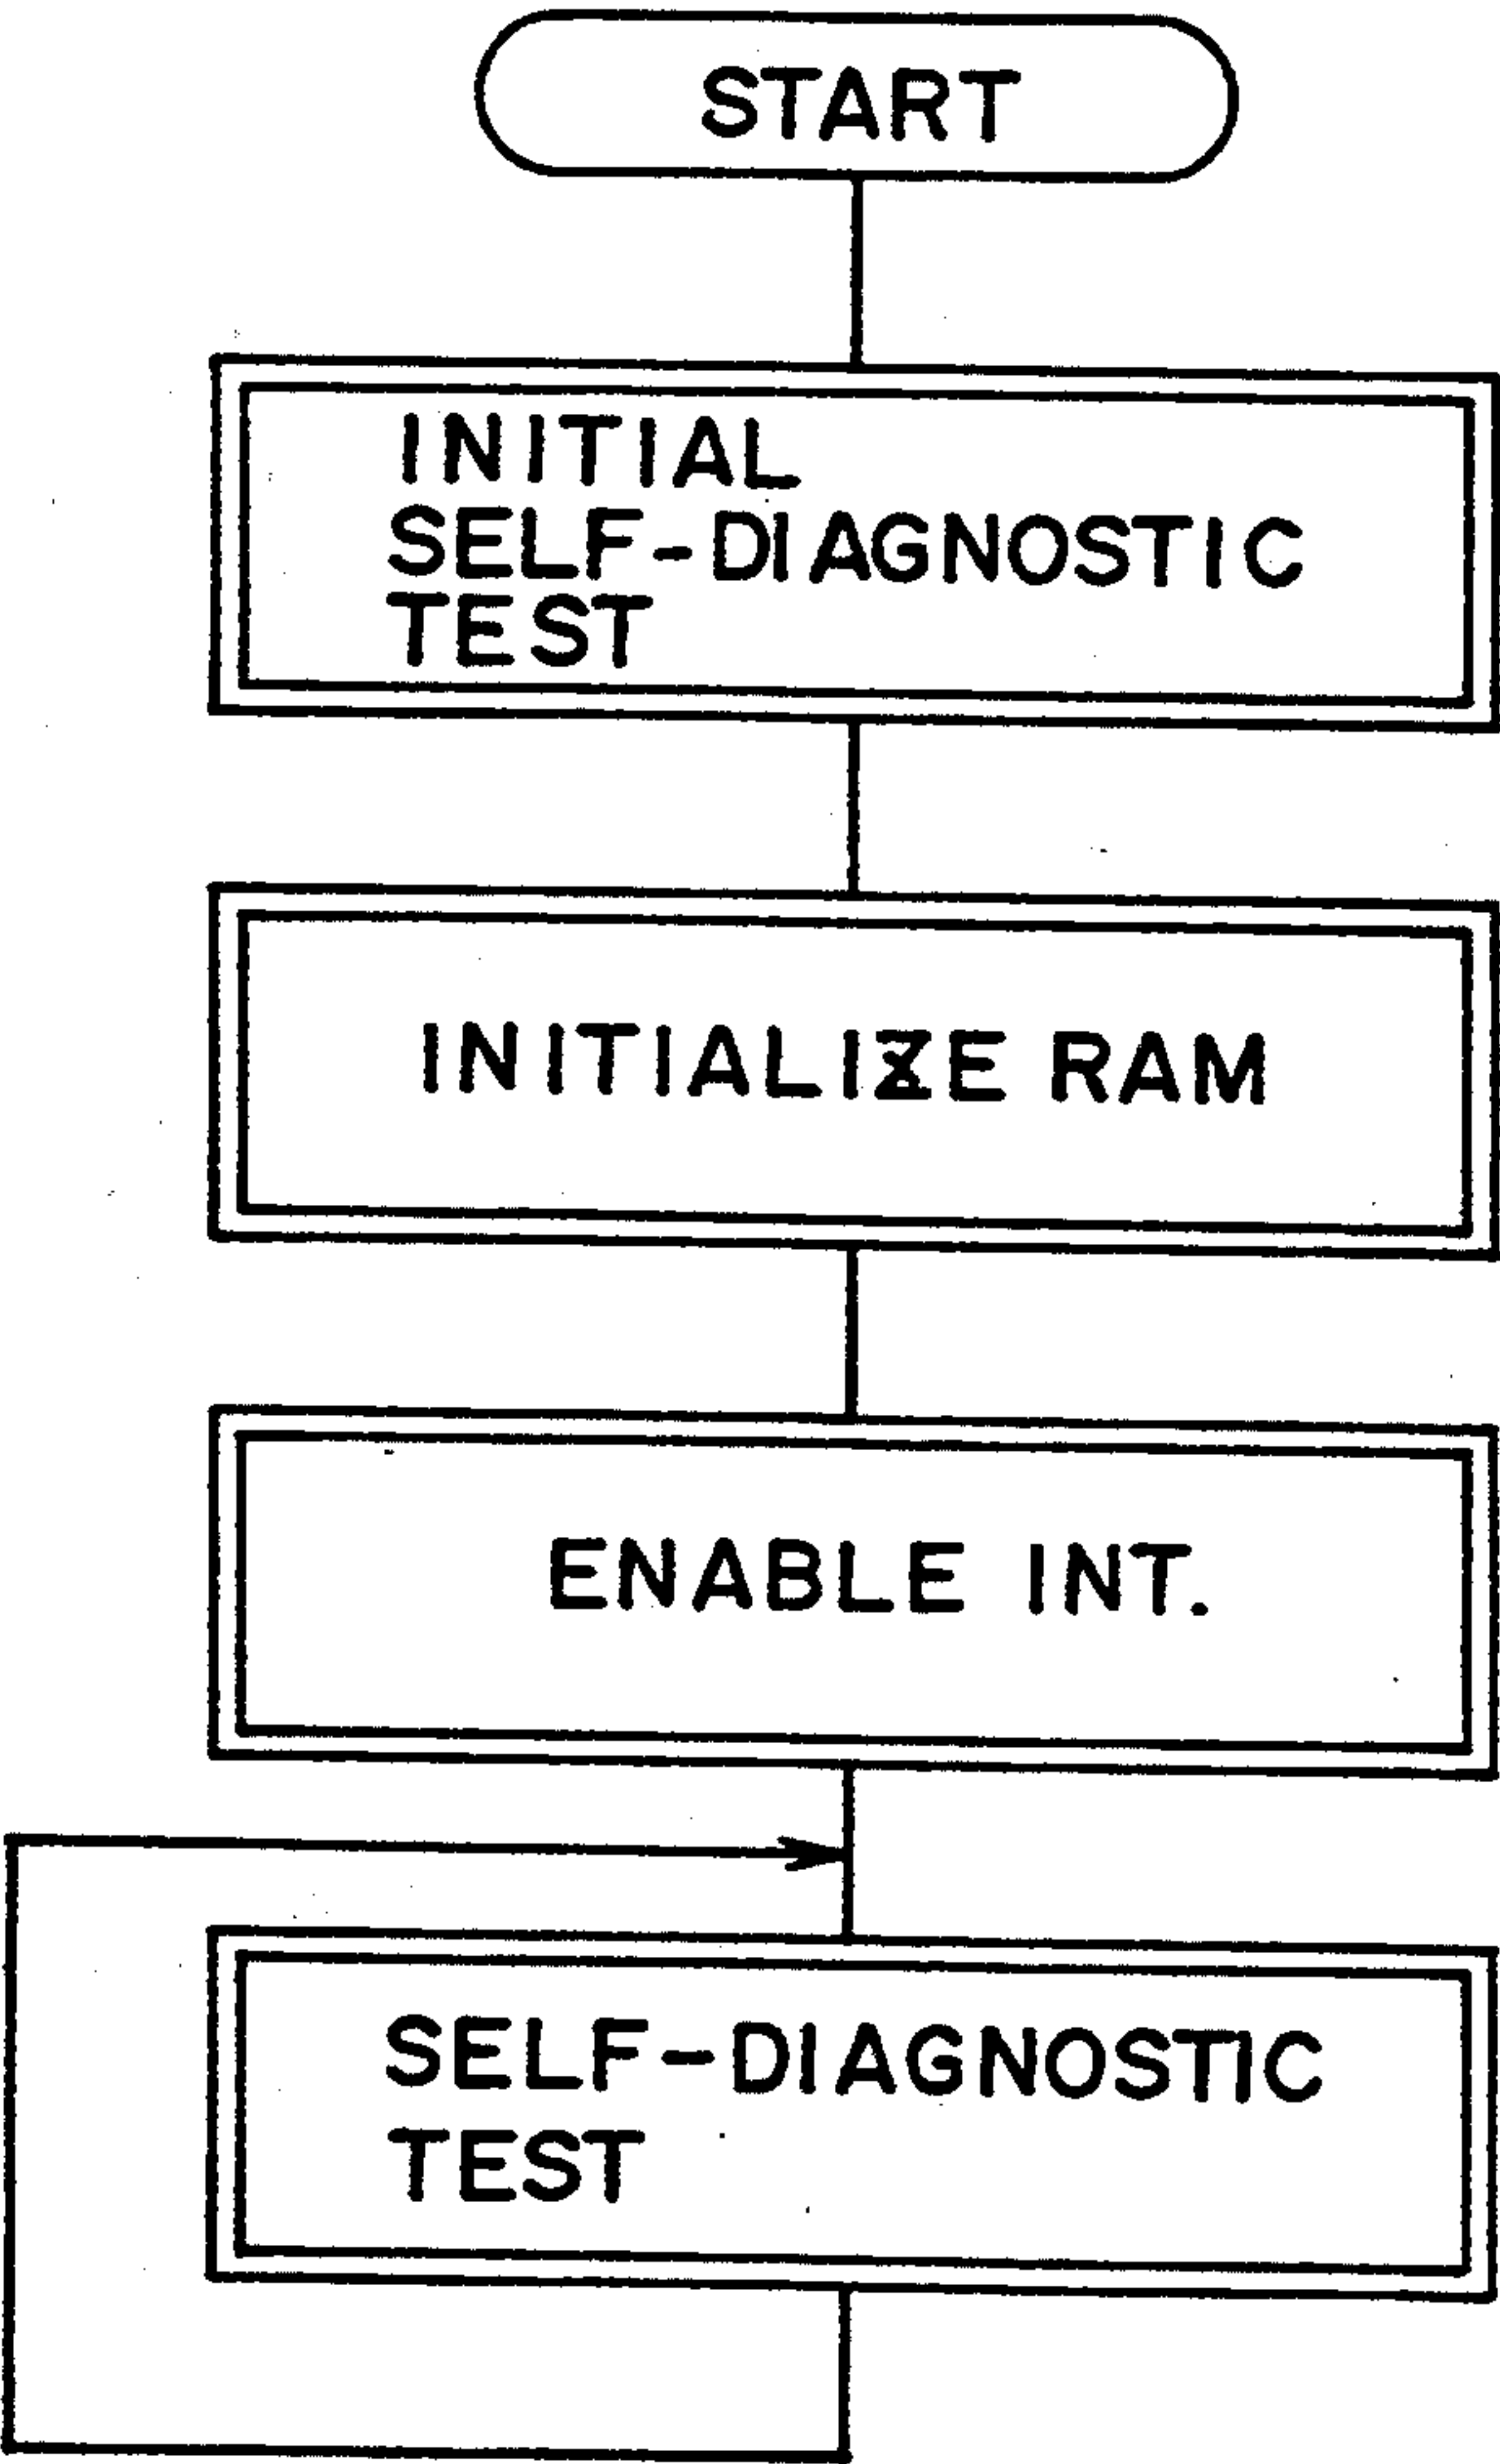 START
INITIAL
SELF-DIAGNOSTIC
TEST
INITIALIZE RAM
ENABLE INT.
SELF-DIAGNOSTIC
TEST